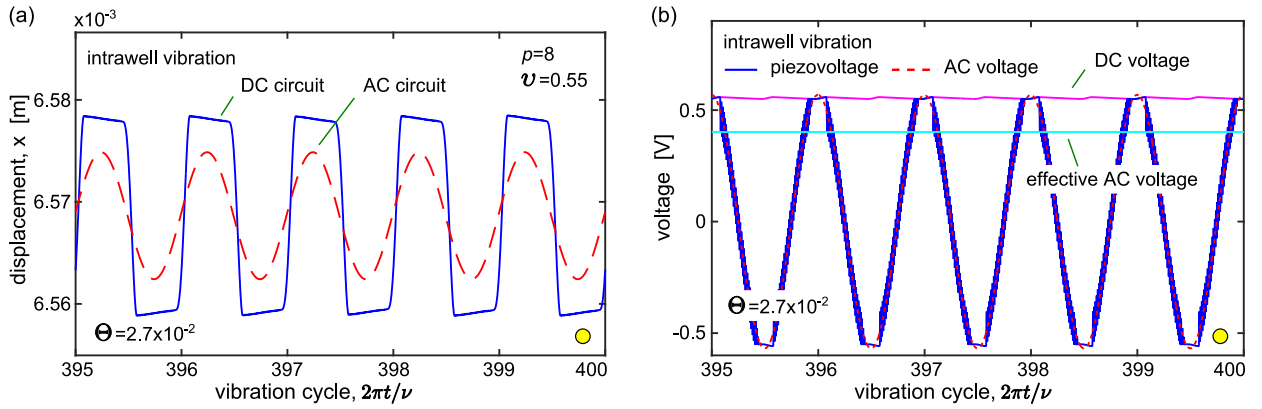 (a)
x10⁻³
intrawell vibration
p=8
υ=0.55
DC circuit
AC circuit
6.58
6.57
6.56
displacement, x [m]
Θ=2.7x10⁻²
395
396
397
398
399
400
vibration cycle, 2πt/ν
(b)
intrawell vibration
DC voltage
piezovoltage
AC voltage
0.5
0
-0.5
voltage [V]
effective AC voltage
Θ=2.7x10⁻²
395
396
397
398
399
400
vibration cycle, 2πt/ν